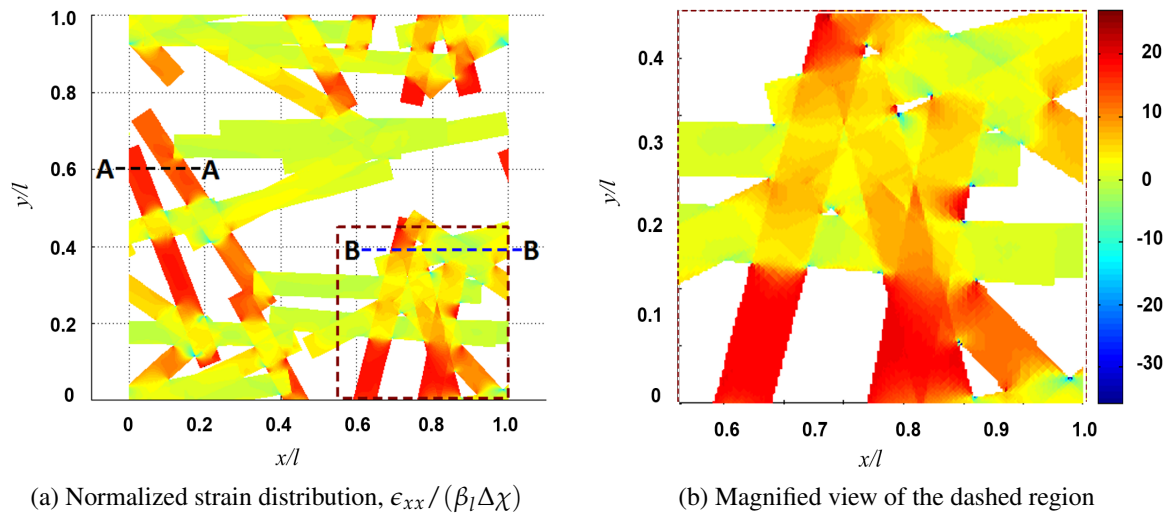 1.0
0.8
0.6
0.4
0.2
0
y/l
A
A
B
B
0
0.2
0.4
0.6
0.8
1.0
x/l
(a) Normalized strain distribution, ϵxx/(βlΔχ)
0.4
0.3
0.2
0.1
0
y/l
0.6
0.7
0.8
0.9
1.0
x/l
20
10
0
-10
-20
-30
(b) Magnified view of the dashed region